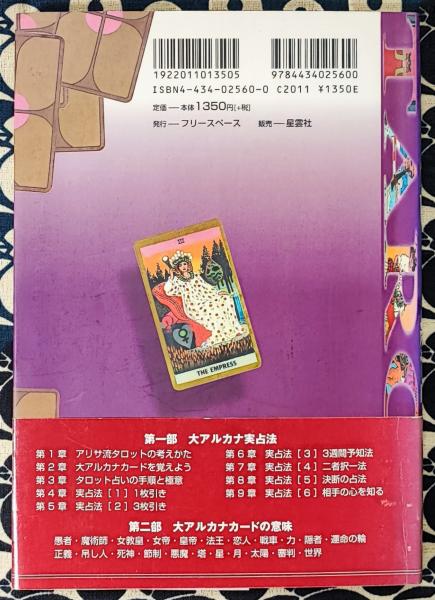 1922011013505
9784434025600
ISBN4-434-02560-0 C2011 ¥1350E
定価 — 本体1350円[+税]
発行 — フリースペース 販売 — 星雲社
TARO
III
THE EMPRESS
第一部 大アルカナ実占法
第1章 アリサ流タロットの考えかた
第2章 大アルカナカードを覚えよう
第3章 タロット占いの手順と極意
第4章 実占法［1］1枚引き
第5章 実占法［2］3枚引き
第6章 実占法［3］3週間予知法
第7章 実占法［4］二者択一法
第8章 実占法［5］決断の占法
第9章 実占法［6］相手の心を知る
第二部 大アルカナカードの意味
愚者・魔術師・女教皇・女帝・皇帝・法王・恋人・戦車・力・隠者・運命の輪
正義・吊し人・死神・節制・悪魔・塔・星・月・太陽・審判・世界